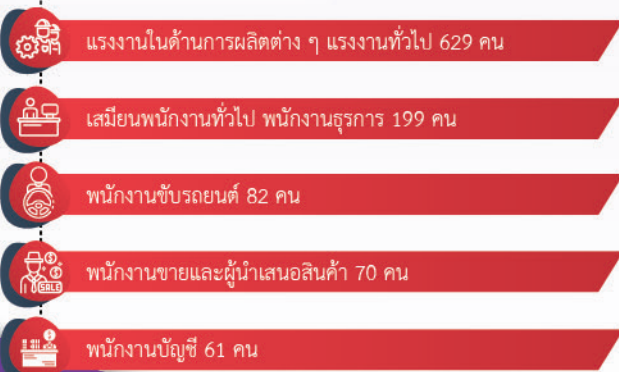 แรงงานในด้านการผลิตต่าง ๆ แรงงานทั่วไป 629 คน
เสมียนพนักงานทั่วไป พนักงานธุรการ 199 คน
พนักงานขับรถยนต์ 82 คน
พนักงานขายและผู้นำเสนอสินค้า 70 คน
SALE
พนักงานบัญชี 61 คน